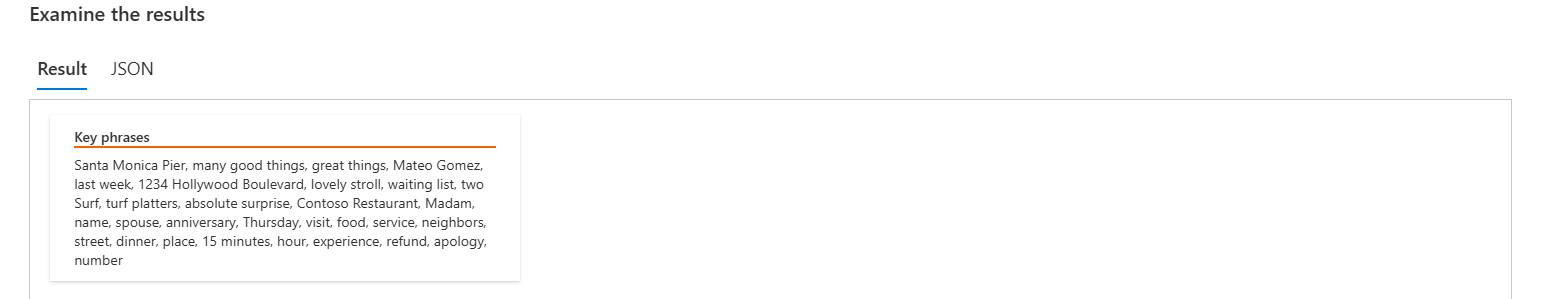 Examine the results
Result JSON
Key phrases
Santa Monica Pier, many good things, great things, Mateo Gomez,
last week, 1234 Hollywood Boulevard, lovely stroll, waiting list, two
Surf, turf platters, absolute surprise, Contoso Restaurant, Madam,
name, spouse, anniversary, Thursday, visit, food, service, neighbors,
street, dinner, place, 15 minutes, hour, experience, refund, apology,
number